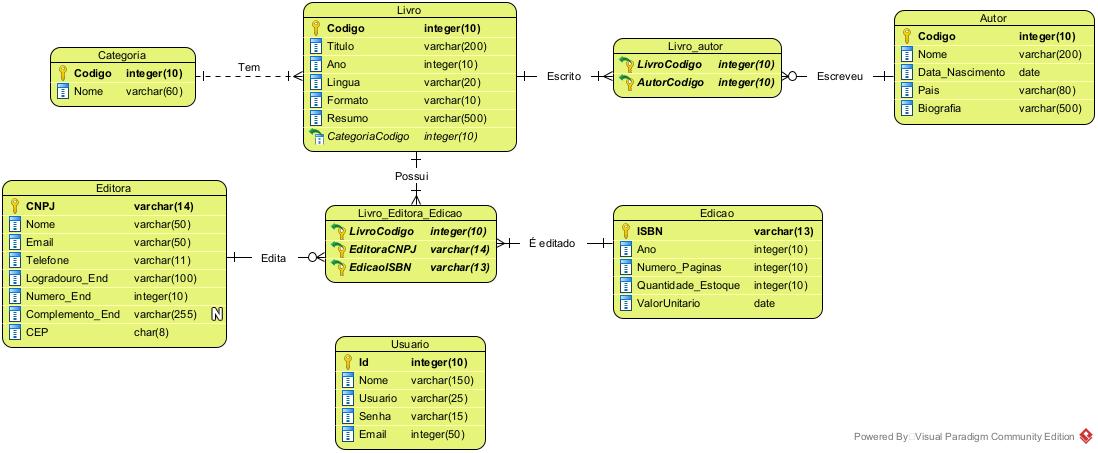 Categoria
Codigo integer(10)
Nome varchar(60)
Tem
Livro
Codigo integer(10)
Titulo varchar(200)
Ano integer(10)
Lingua varchar(20)
Formato varchar(10)
Resumo varchar(500)
CategoriaCodigo integer(10)
Escrito
Livro_autor
LivroCodigo integer(10)
AutorCodigo integer(10)
Escreveu
Autor
Codigo integer(10)
Nome varchar(200)
Data_Nascimento date
Pais varchar(80)
Biografia varchar(500)
Possui
Editora
CNPJ varchar(14)
Nome varchar(50)
Email varchar(50)
Telefone varchar(11)
Logradouro_End varchar(100)
Numero_End integer(10)
Complemento_End varchar(255) N
CEP char(8)
Edita
Livro_Editora_Edicao
LivroCodigo integer(10)
EditoraCNPJ varchar(14)
EdicaoISBN varchar(13)
É editado
Edicao
ISBN varchar(13)
Ano integer(10)
Numero_Paginas integer(10)
Quantidade_Estoque integer(10)
ValorUnitario date
Usuario
Id integer(10)
Nome varchar(150)
Usuario varchar(25)
Senha varchar(15)
Email integer(50)
Powered By Visual Paradigm Community Edition